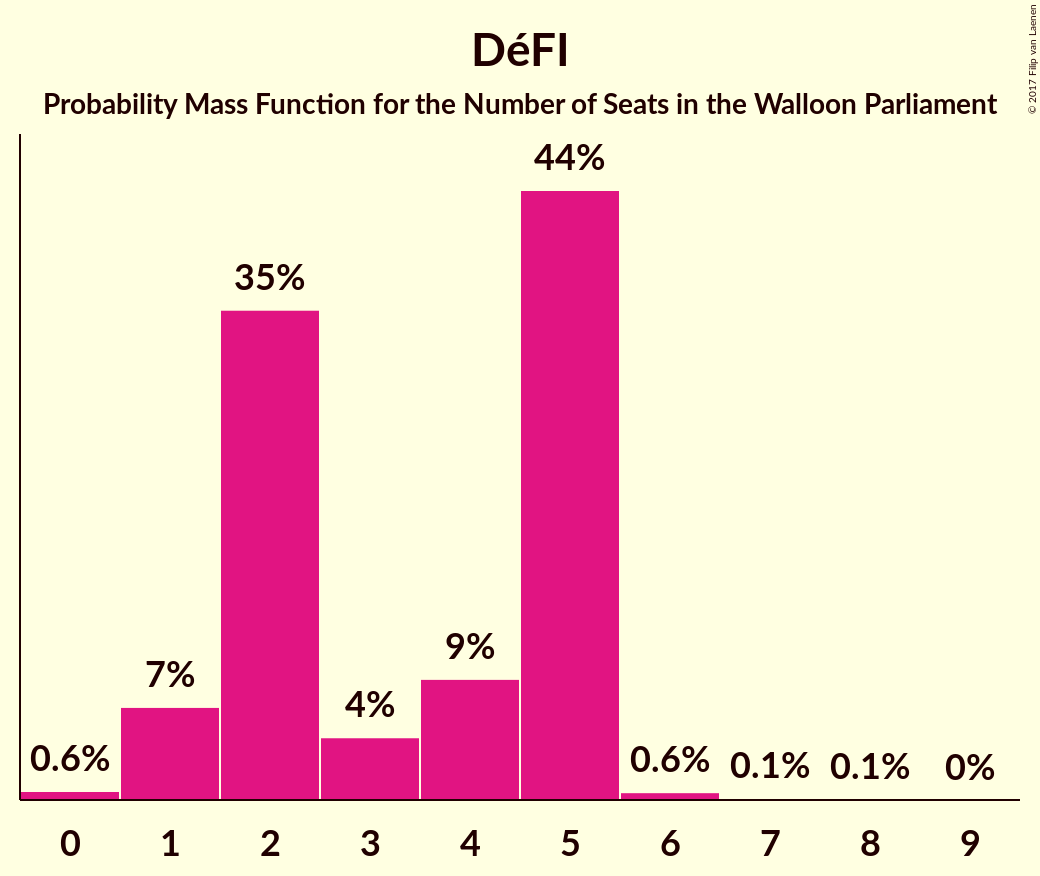 DéFI
Probability Mass Function for the Number of Seats in the Walloon Parliament
© 2017 Filip van Laenen
44%
35%
9%
7%
4%
0.6%
0.6%
0.1%
0.1%
0%
0 1 2 3 4 5 6 7 8 9